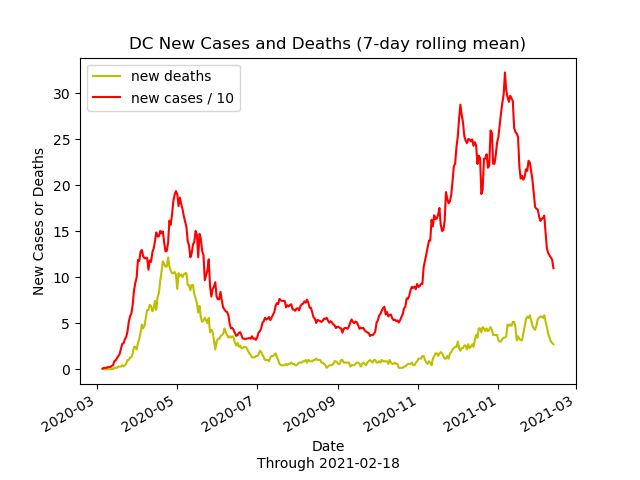 DC New Cases and Deaths (7-day rolling mean)
new deaths
new cases / 10
New Cases or Deaths
30
25
20
15
10
5
0
2020-03
2020-05
2020-07
2020-09
2020-11
2021-01
2021-03
Date
Through 2021-02-18